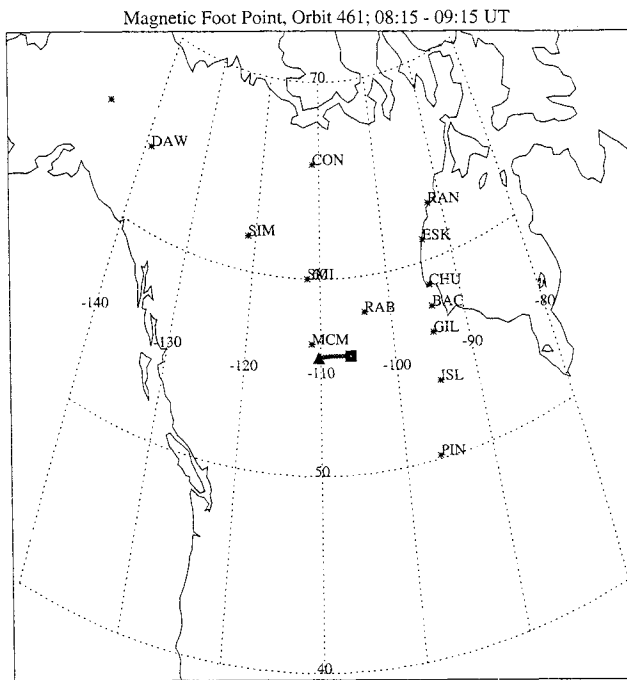 Magnetic Foot Point, Orbit 461; 08:15 - 09:15 UT
70
DAW
CON
RAN
SIM
ESK
SMI
CHU
-140
RAB
BAC
-80
-130
MCM
GIL
-90
-120
-110
-100
ISL
PIN
50
40